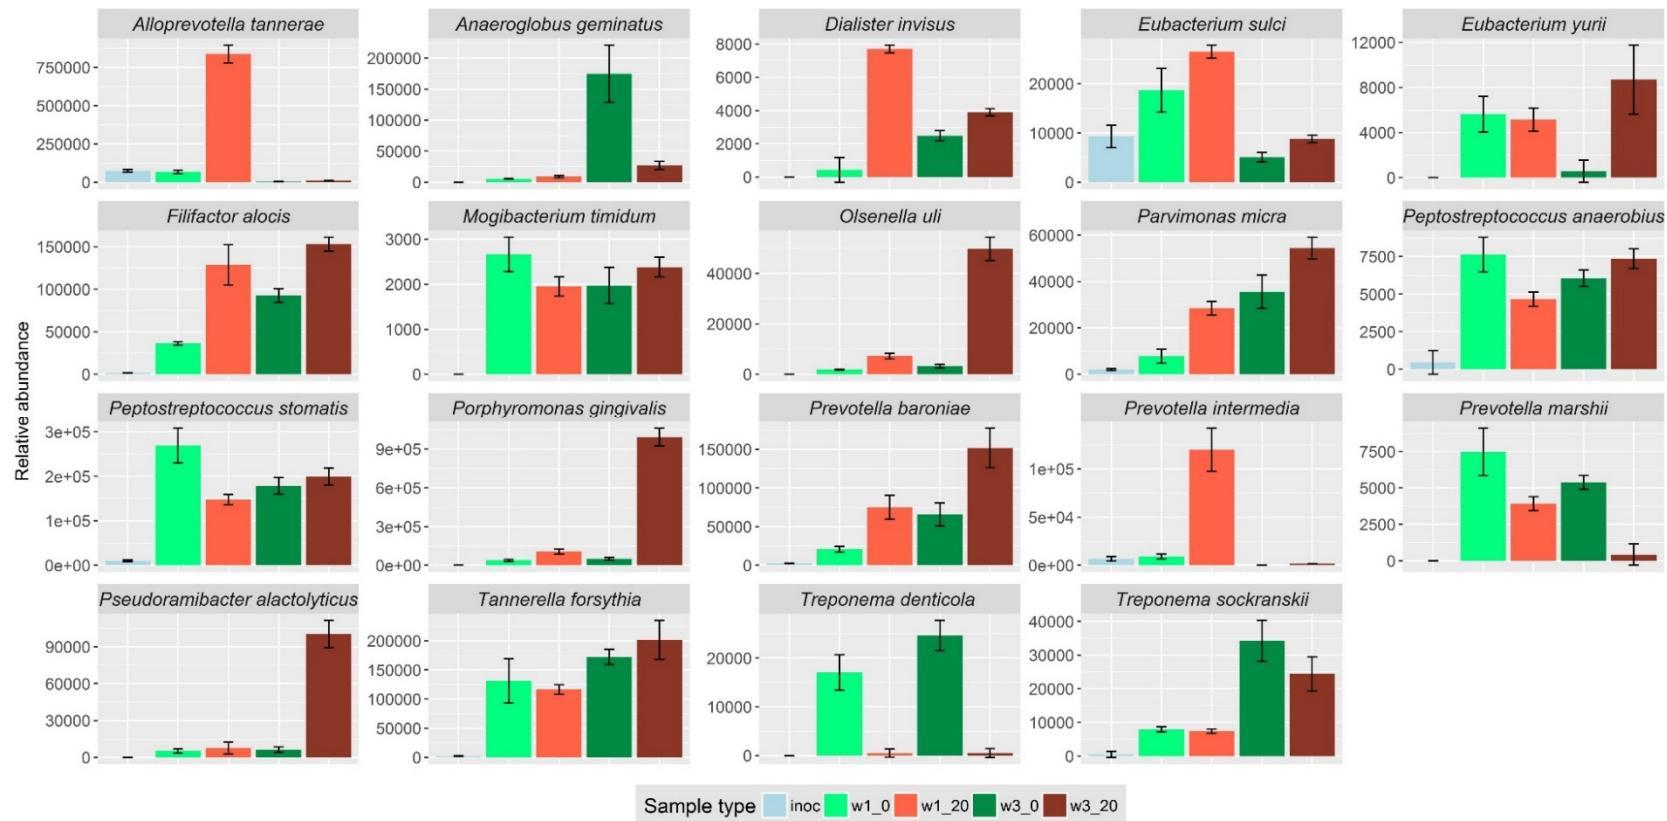 Relative abundance
Alloprevotella tannerae
750000
500000
250000
0
Anaeroglobus geminatus
200000
150000
100000
50000
0
Dialister invisus
8000
6000
4000
2000
0
Eubacterium sulci
20000
10000
0
Eubacterium yurii
12000
8000
4000
0
Filifactor alocis
150000
100000
50000
0
Mogibacterium timidum
3000
2000
1000
0
Olsenella uli
40000
20000
0
Parvimonas micra
60000
40000
20000
0
Peptostreptococcus anaerobius
7500
5000
2500
0
Peptostreptococcus stomatis
3e+05
2e+05
1e+05
0e+00
Porphyromonas gingivalis
9e+05
6e+05
3e+05
0e+00
Prevotella baroniae
150000
100000
50000
0
Prevotella intermedia
1e+05
5e+04
0e+00
Prevotella marshii
7500
5000
2500
0
Pseudoramibacter alactolyticus
90000
60000
30000
0
Tannerella forsythia
200000
150000
100000
50000
0
Treponema denticola
20000
10000
0
Treponema sockranskii
40000
30000
20000
10000
0
Sample type inoc w1_0 w1_20 w3_0 w3_20